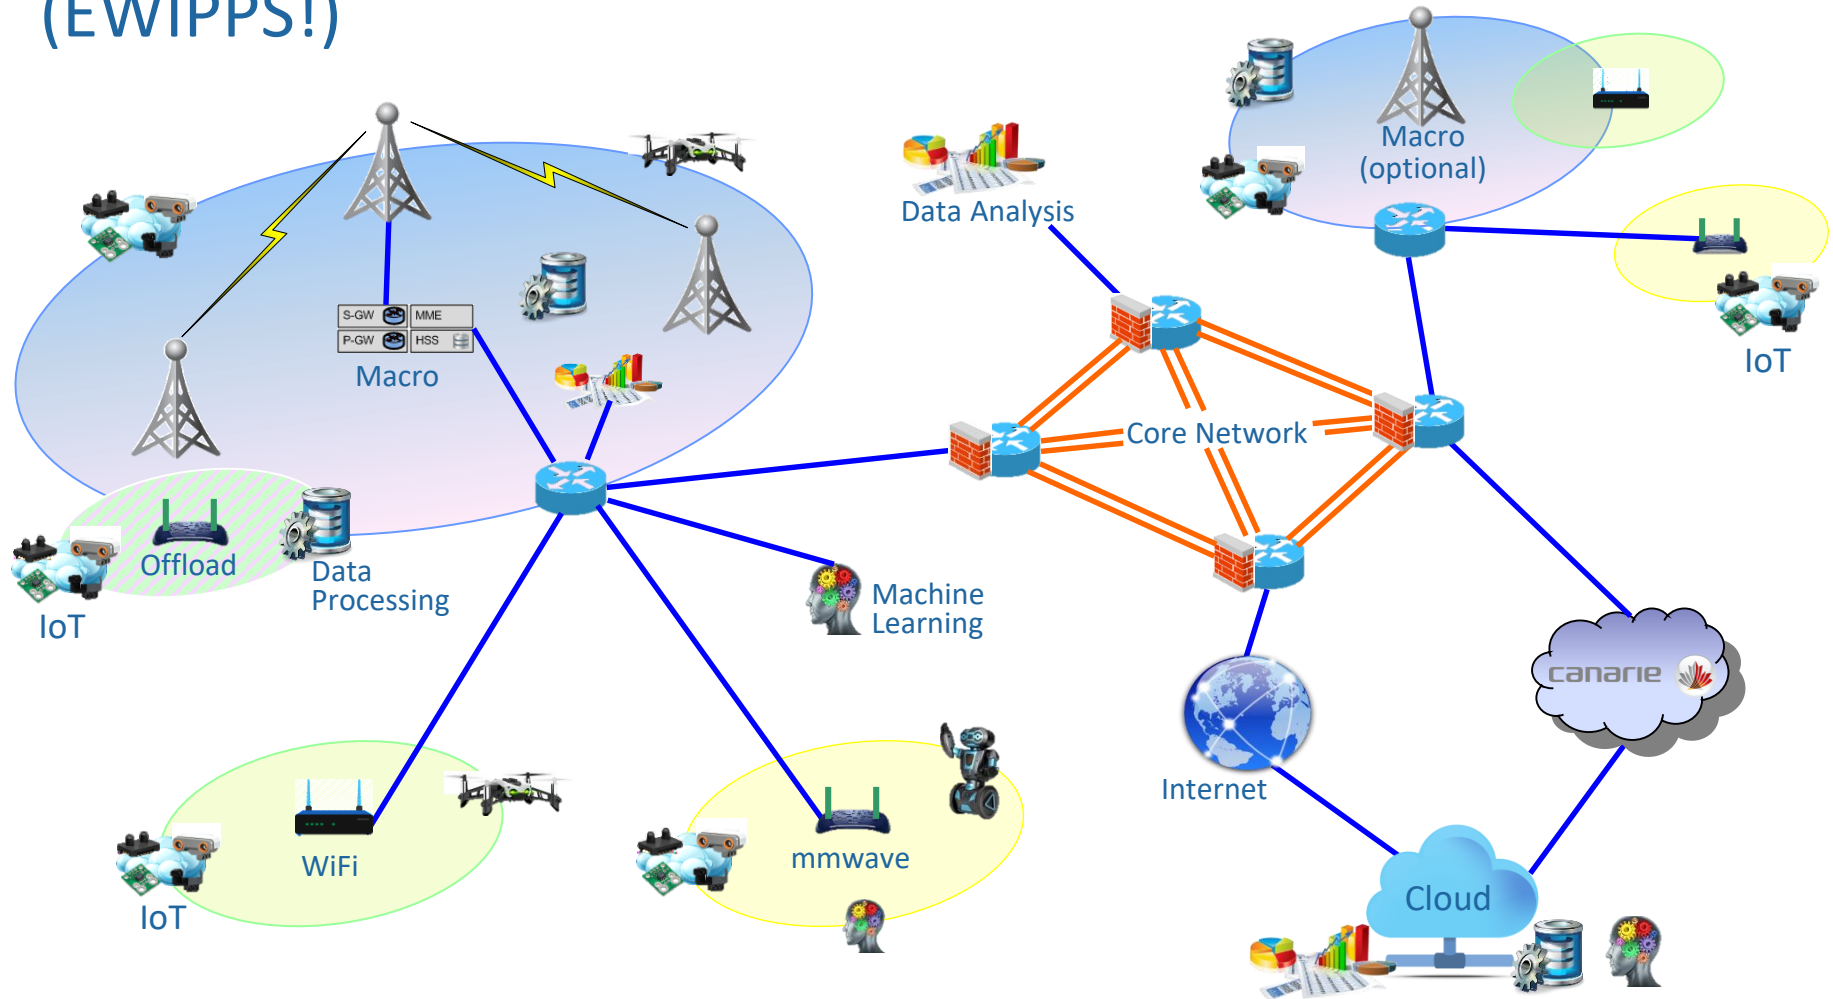 (EWIPPS!)
Macro
(optional)
Data Analysis
S-GW
MME
P-GW
HSS
Macro
IoT
Core Network
Offload
Data
Processing
IoT
Machine
Learning
canarie
Internet
WiFi
IoT
mmwave
Cloud